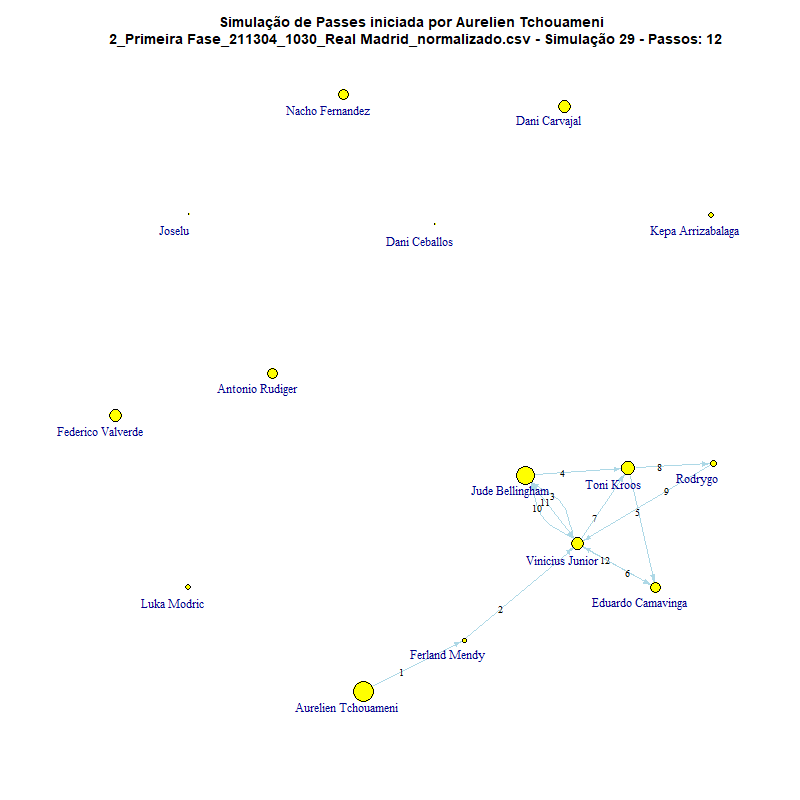 Simulação de Passes iniciada por Aurelien Tchouameni
2_Primeira Fase_211304_1030_Real Madrid_normalizado.csv - Simulação 29 - Passos: 12
Nacho Fernandez
Dani Carvajal
Joselu
Dani Ceballos
Kepa Arrizabalaga
Antonio Rudiger
Federico Valverde
4
8
Jude Bellingham
Toni Kroos
Rodrygo
3
9
11
10
5
7
Vinicius Junior
12
6
Luka Modric
Eduardo Camavinga
2
Ferland Mendy
1
Aurelien Tchouameni